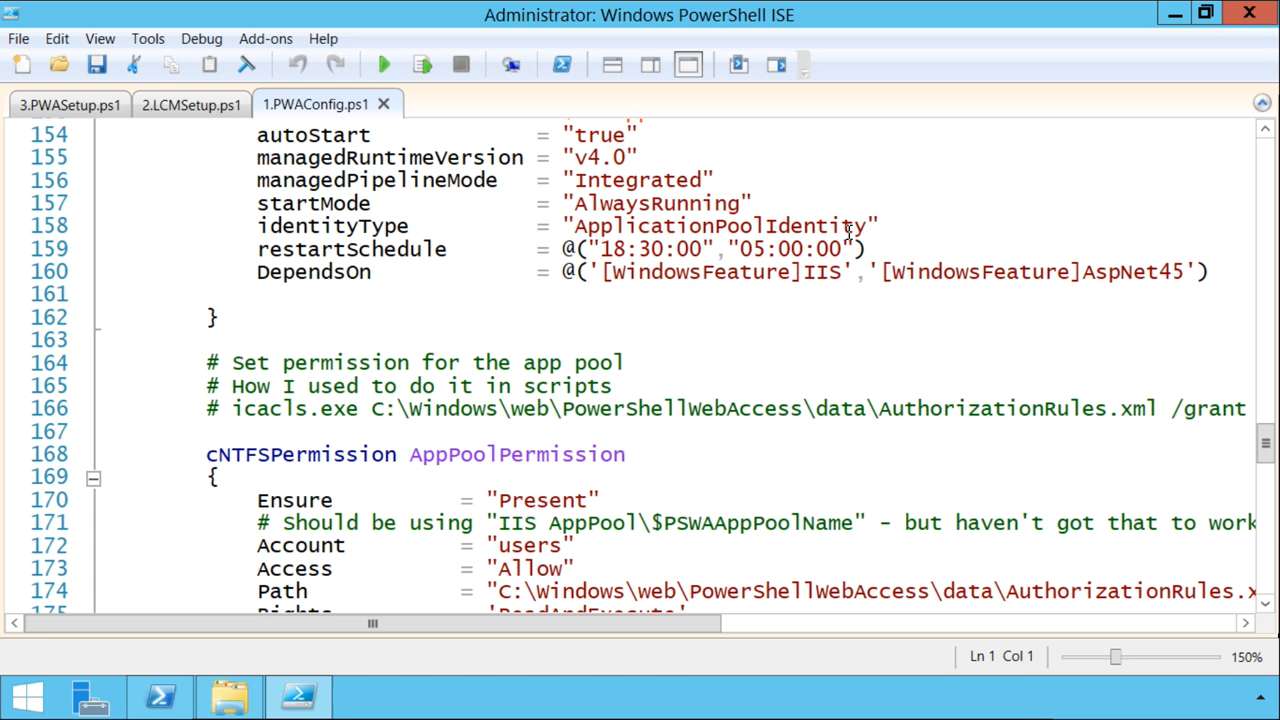 Administrator: Windows PowerShell ISE
File Edit View Tools Debug Add-ons Help
3.PWASetup.ps1 2.LCMSetup.ps1 1.PWAConfig.ps1
154 autoStart = "true"
155 managedRuntimeVersion = "v4.0"
156 managedPipelineMode = "Integrated"
157 startMode = "AlwaysRunning"
158 identityType = "ApplicationPoolIdentity"
159 restartSchedule = @("18:30:00","05:00:00")
160 DependsOn = @('[WindowsFeature]IIS','[WindowsFeature]AspNet45')
161
162 }
163
164 # Set permission for the app pool
165 # How I used to do it in scripts
166 # icacls.exe C:\Windows\web\PowerShellWebAccess\data\AuthorizationRules.xml /grant
167
168 cNTFSPermission AppPoolPermission
169 {
170 Ensure = "Present"
171 # Should be using "IIS AppPool\$PSWAAppPoolName" - but haven't got that to work
172 Account = "users"
173 Access = "Allow"
174 Path = "C:\Windows\web\PowerShellWebAccess\data\AuthorizationRules.x
175 Rights 'ReadAndExecute'
Ln 1 Col 1 150%